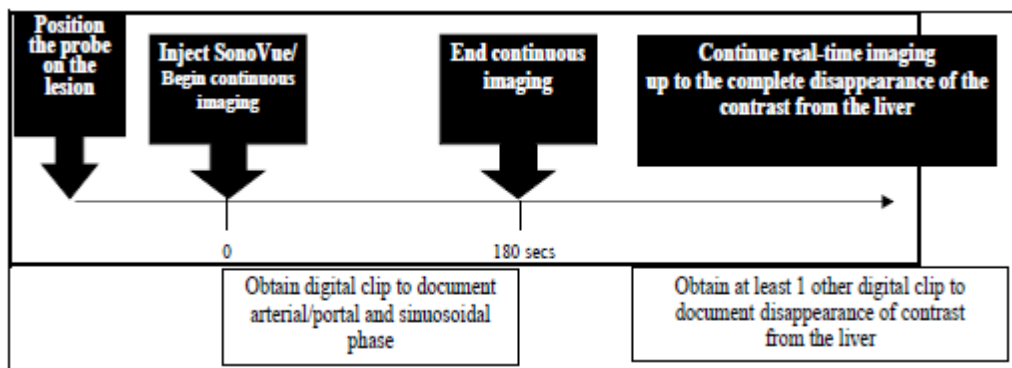 Position
the probe
on the
lesion
Inject SonoVue/
Begin continuous
imaging
End continuous
imaging
Continue real-time imaging
up to the complete disappearance of the
contrast from the liver
0
180 secs
Obtain digital clip to document
arterial/portal and sinuosoidal
phase
Obtain at least 1 other digital clip to
document disappearance of contrast
from the liver